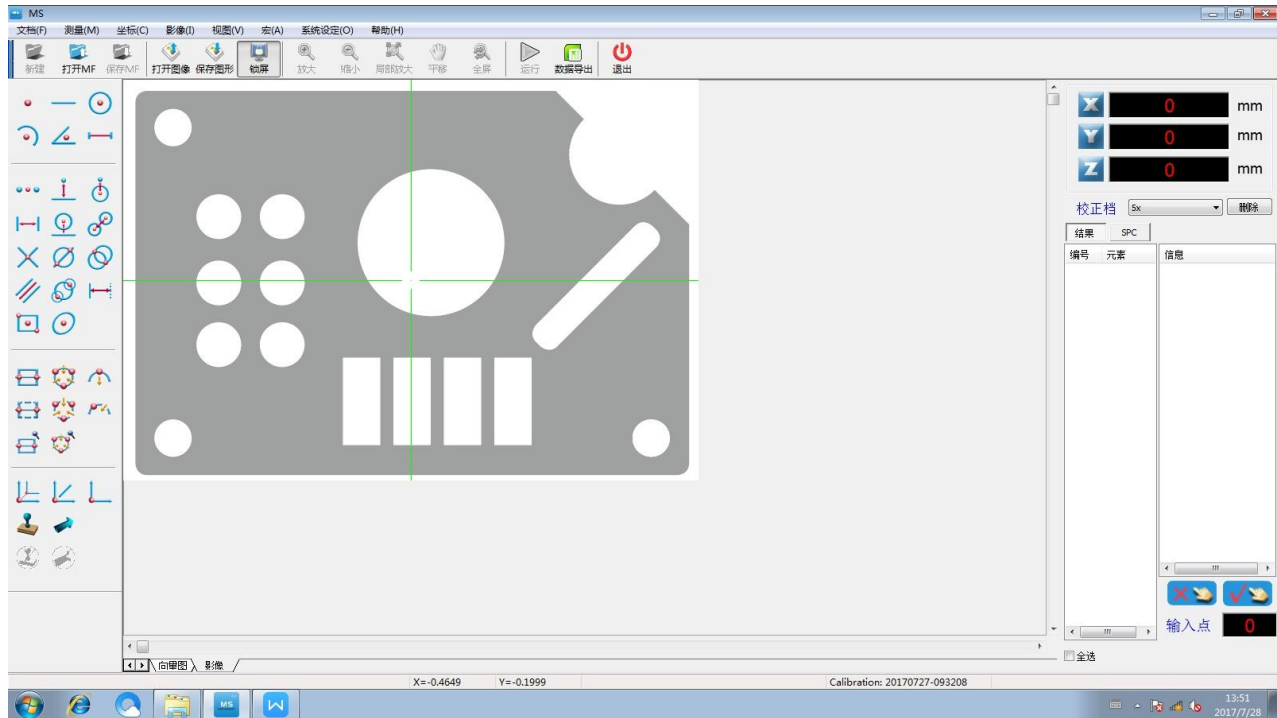 MS
文档(F) 测量(M) 坐标(C) 影像(I) 视图(V) 宏(A) 系统设定(O) 帮助(H)
新建 打开MF 保存MF 打开图像 保存图形 锁屏 放大 缩小 局部放大 平移 全屏 运行 数据导出 退出
X 0 mm
Y 0 mm
Z 0 mm
校正档 5x 删除
结果 SPC
编号 元素 信息
输入点 0
全选
向量图 影像
X=-0.4649 Y=-0.1999 Calibration: 20170727-093208
MS W
13:51
2017/7/28